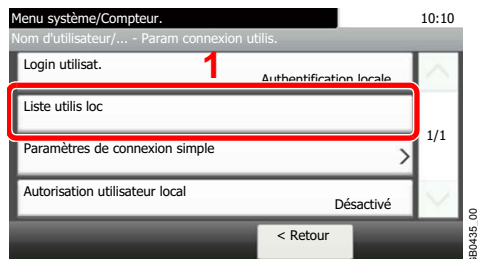 Menu système/Compteur.
10:10
Nom d'utilisateur/... - Param connexion utilis.
Login utilisat.
1
Authentification locale
Liste utilis loc
1/1
Paramètres de connexion simple
Autorisation utilisateur local
Désactivé
< Retour
GB0435_00